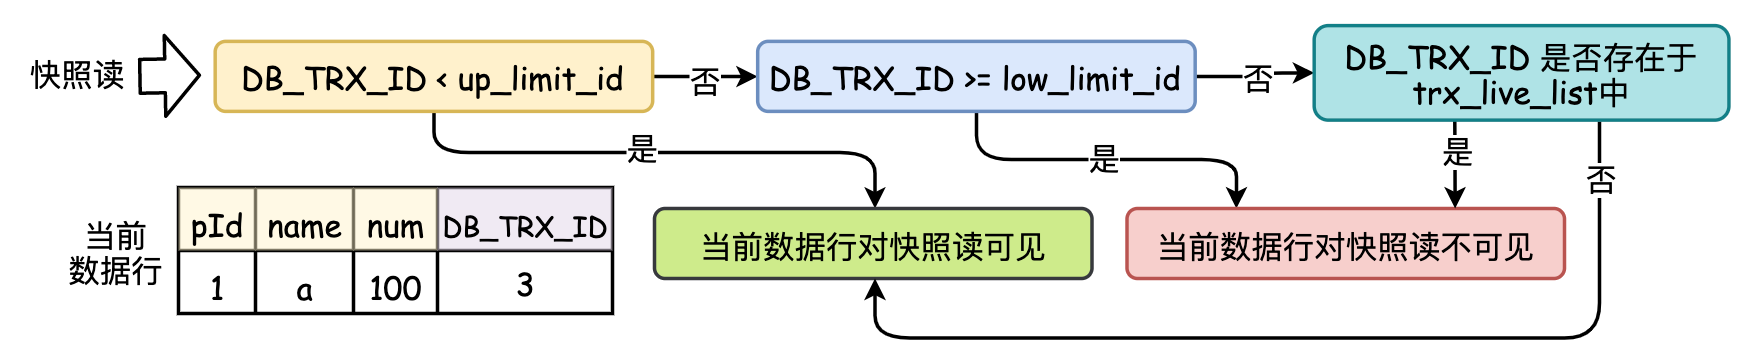 快照读
DB_TRX_ID < up_limit_id
否
DB_TRX_ID >= low_limit_id
否
DB_TRX_ID 是否存在于
trx_live_list中
是
是
是
否
当前
数据行
pId name num DB_TRX_ID
1 a 100 3
当前数据行对快照读可见
当前数据行对快照读不可见